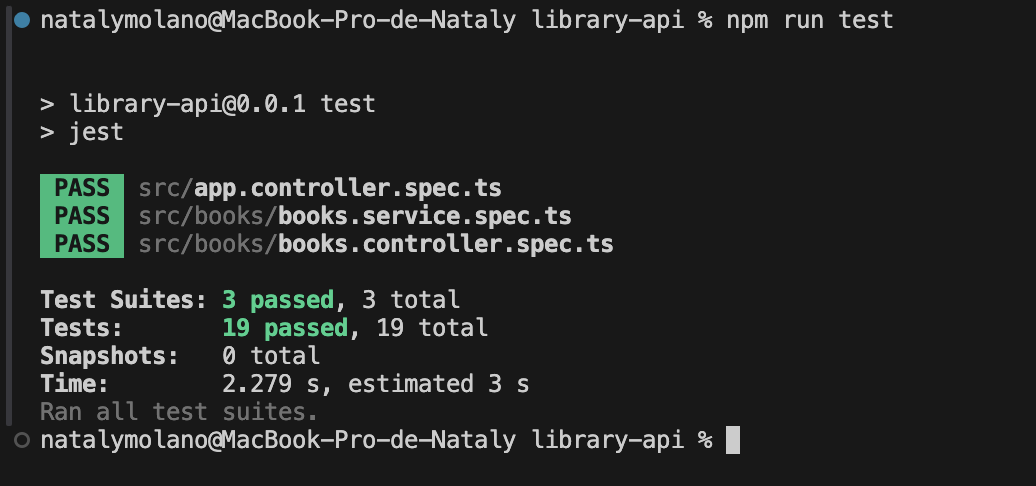 natalymolano@MacBook-Pro-de-Nataly library-api % npm run test
> library-api@0.0.1 test
> jest
PASS src/app.controller.spec.ts
PASS src/books/books.service.spec.ts
PASS src/books/books.controller.spec.ts
Test Suites: 3 passed, 3 total
Tests: 19 passed, 19 total
Snapshots: 0 total
Time: 2.279 s, estimated 3 s
Ran all test suites.
natalymolano@MacBook-Pro-de-Nataly library-api %